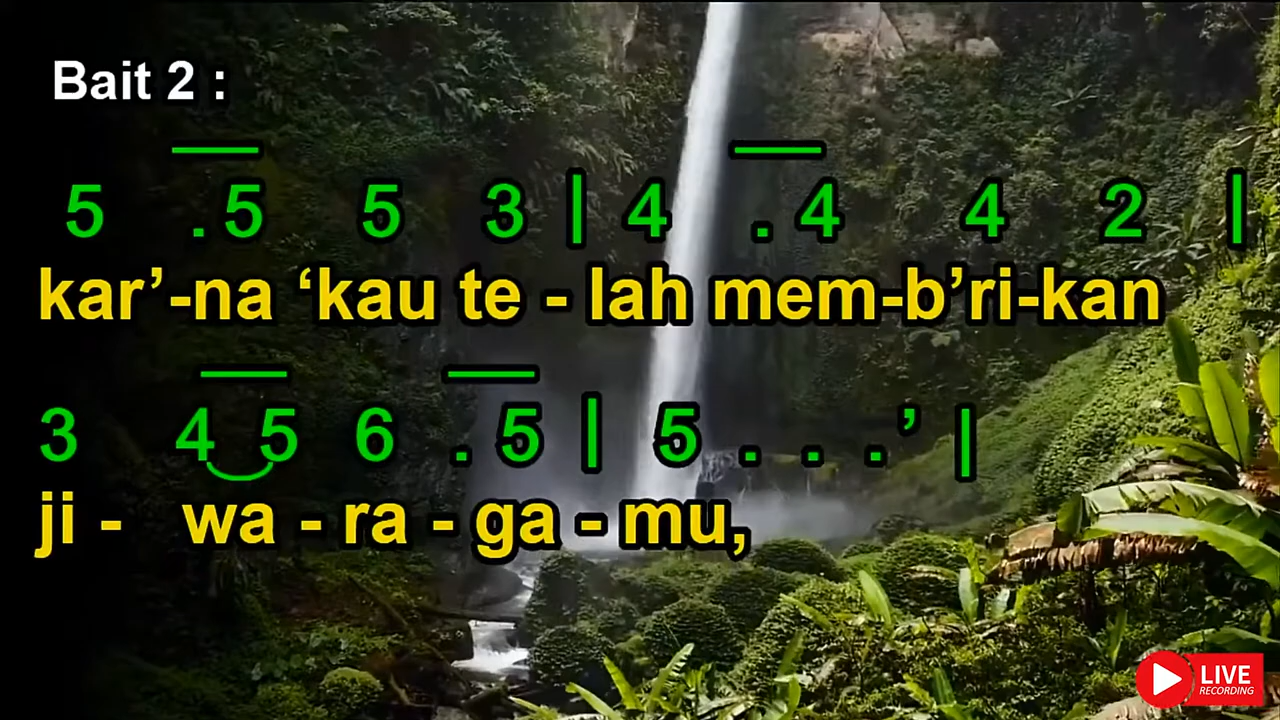 Bait 2 :
5 .5 5 3 | 4 .4 4 2 |
kar’-na ‘kau te - lah mem-b’ri-kan
3 4 5 6 .5 | 5 . . .’ |
ji - wa - ra - ga - mu,
LIVE
RECORDING